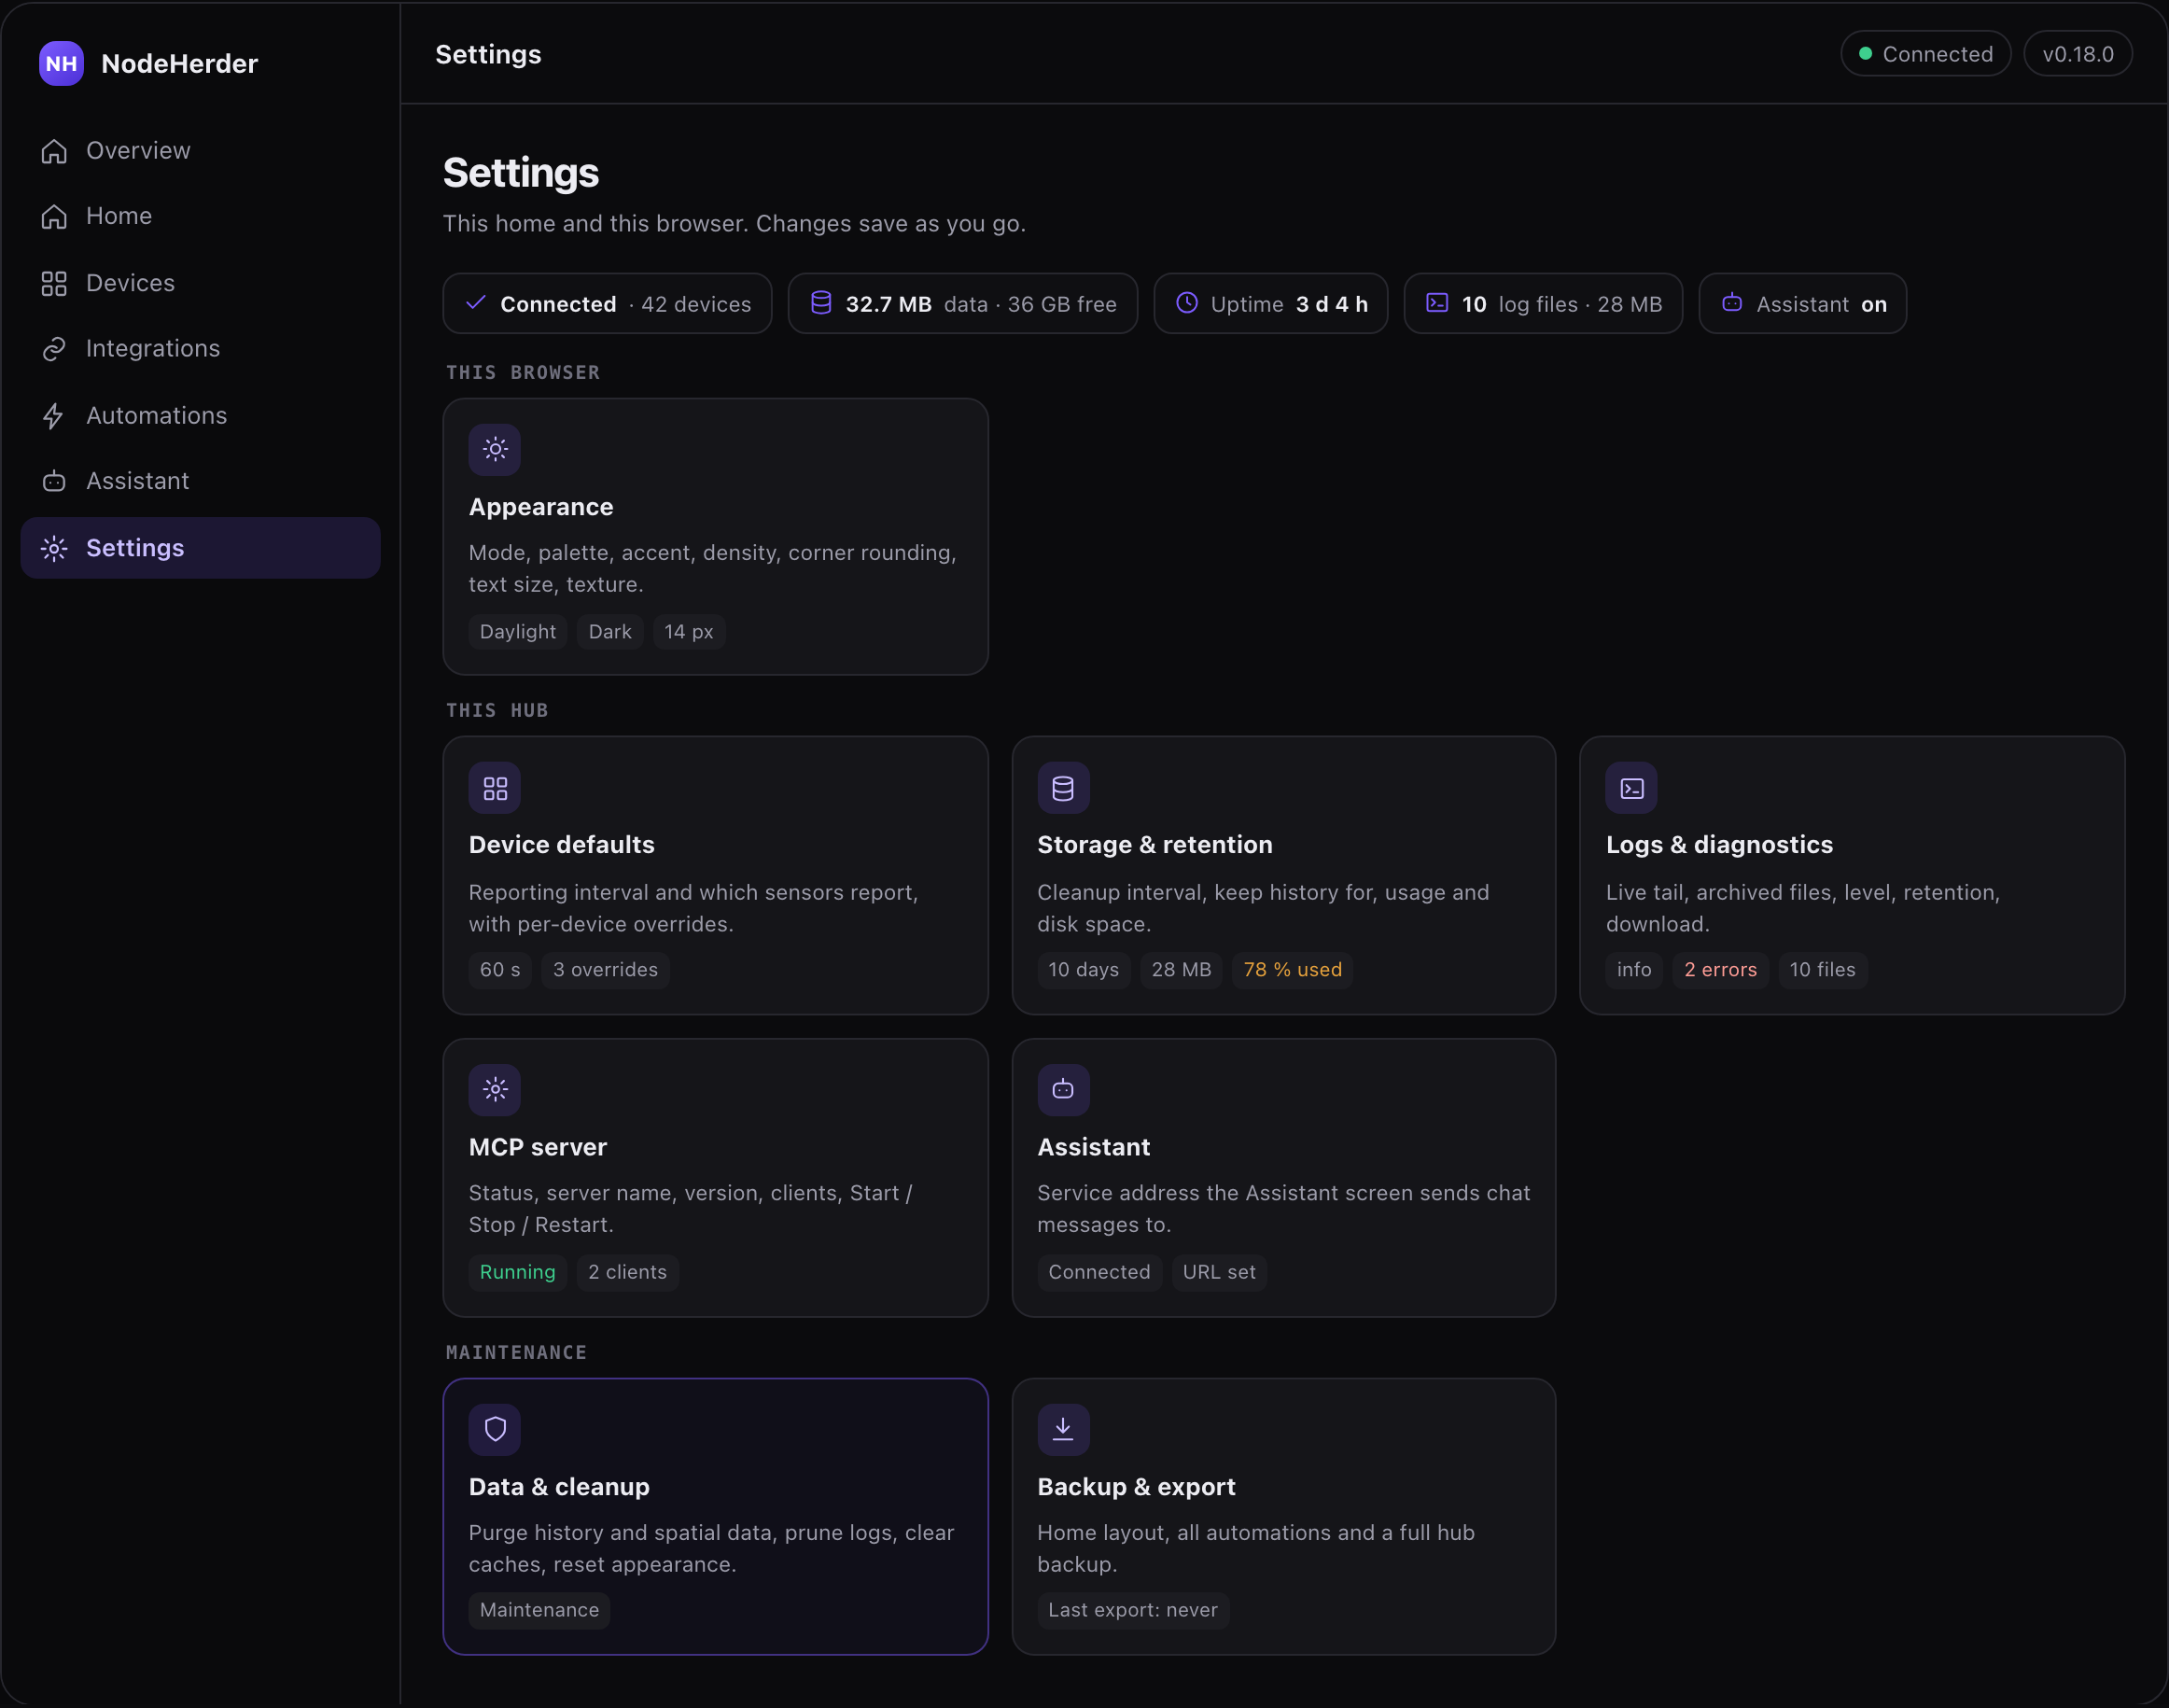 NH NodeHerder
Overview
Home
Devices
Integrations
Automations
Assistant
Settings
Settings
Connected
v0.18.0
Settings
This home and this browser. Changes save as you go.
Connected · 42 devices
32.7 MB data · 36 GB free
Uptime 3 d 4 h
10 log files · 28 MB
Assistant on
THIS BROWSER
Appearance
Mode, palette, accent, density, corner rounding,
text size, texture.
Daylight Dark 14 px
THIS HUB
Device defaults
Reporting interval and which sensors report,
with per-device overrides.
60 s 3 overrides
Storage & retention
Cleanup interval, keep history for, usage and
disk space.
10 days 28 MB 78 % used
Logs & diagnostics
Live tail, archived files, level, retention,
download.
info 2 errors 10 files
MCP server
Status, server name, version, clients, Start /
Stop / Restart.
Running 2 clients
Assistant
Service address the Assistant screen sends chat
messages to.
Connected URL set
MAINTENANCE
Data & cleanup
Purge history and spatial data, prune logs, clear
caches, reset appearance.
Maintenance
Backup & export
Home layout, all automations and a full hub
backup.
Last export: never